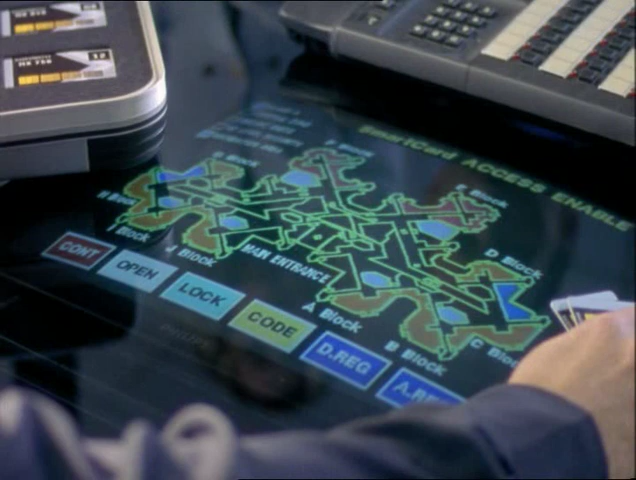 SmartCard ACCESS ENABLE
F Block
E Block
G Block
H Block
I Block
J Block
MAIN ENTRANCE
D Block
A Block
B Block
C Block
CONT
OPEN
LOCK
CODE
D.REG
PHILIPS